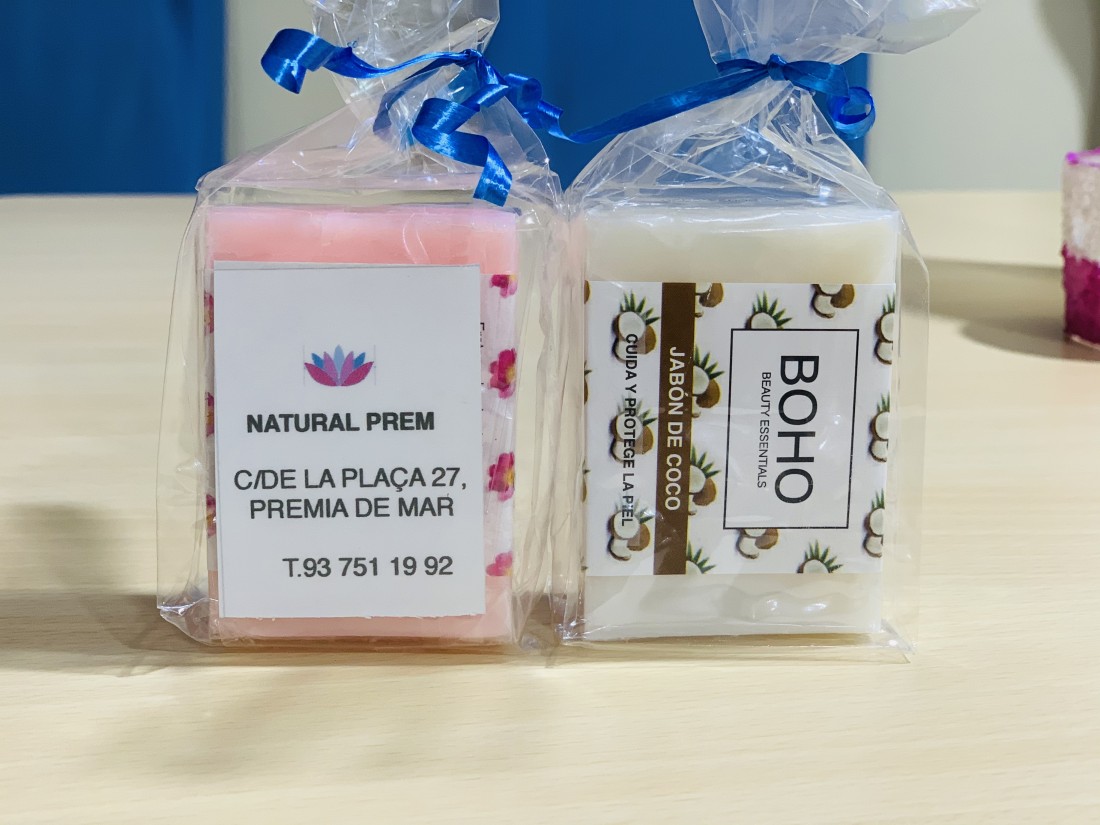 NATURAL PREM
C/DE LA PLAÇA 27,
PREMIA DE MAR
T.93 751 19 92
BOHO
BEAUTY ESSENTIALS
JABÓN DE COCO
CUIDA Y PROTEGE LA PIEL